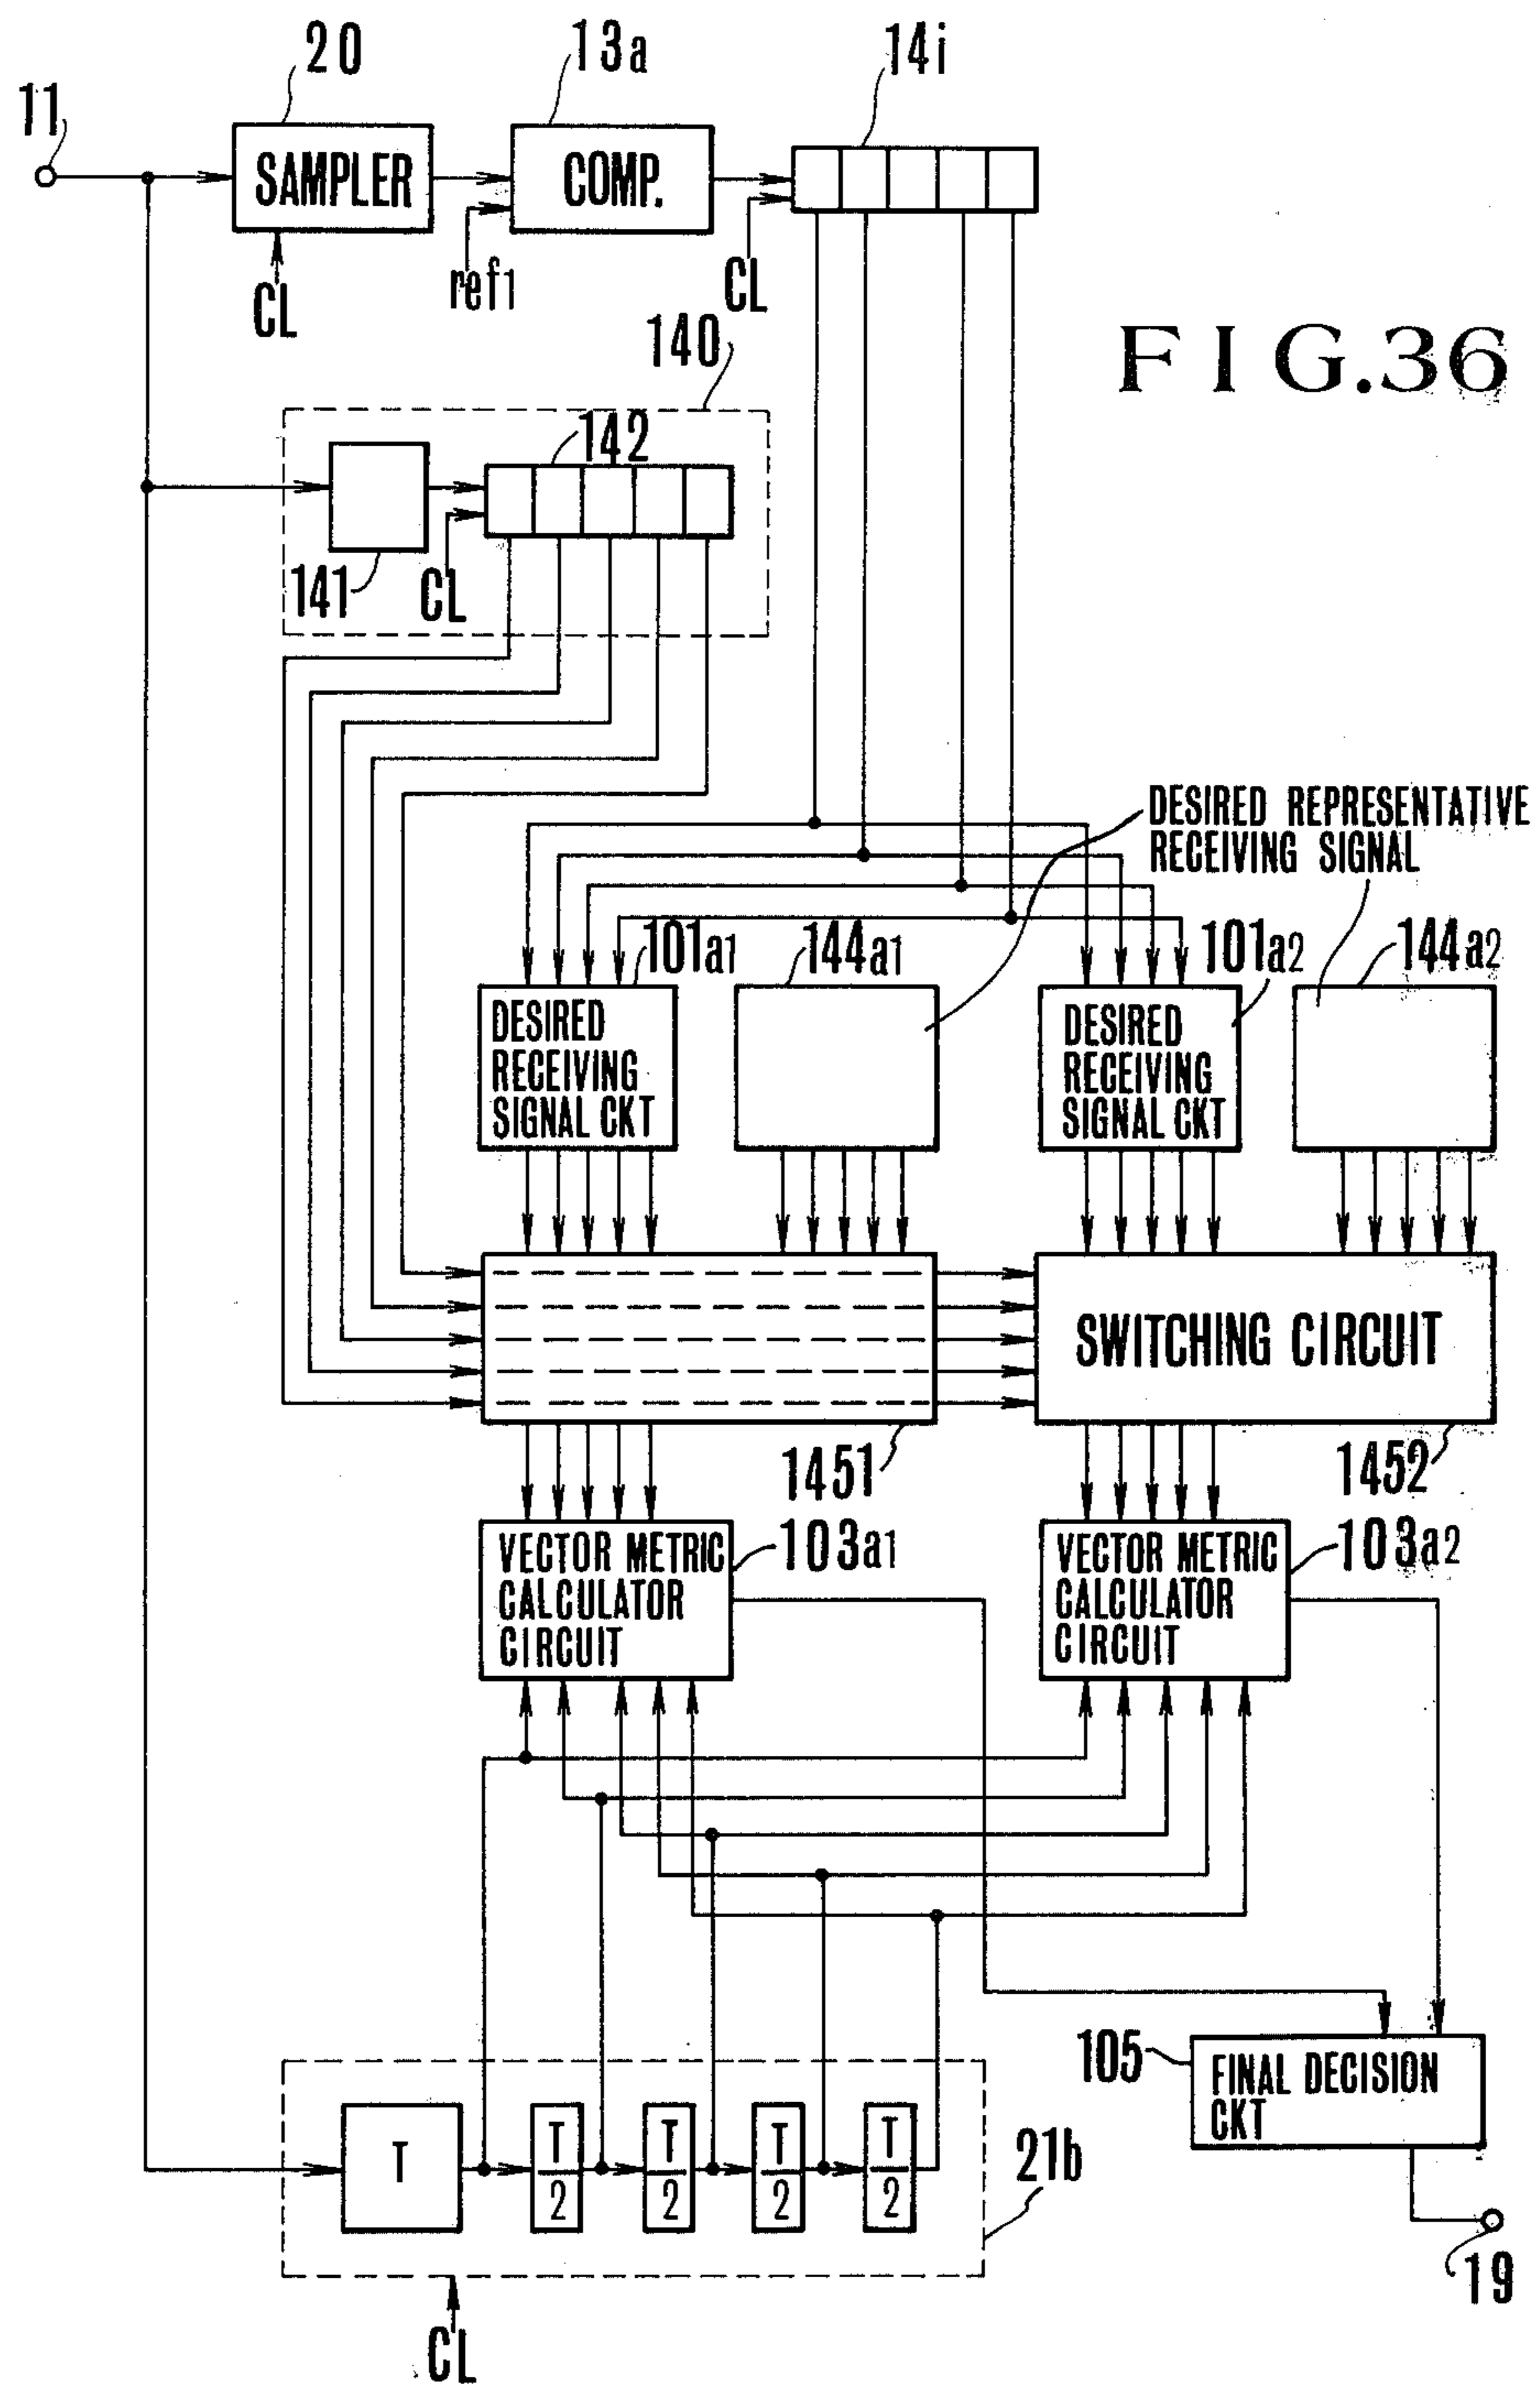 20
13a
14i
11
SAMPLER
COMP.
CL
ref1
CL
FIG.36
140
142
141
CL
DESIRED REPRESENTATIVE
RECEIVING SIGNAL
101a1
144a1
101a2
144a2
DESIRED
RECEIVING
SIGNAL CKT
DESIRED
RECEIVING
SIGNAL CKT
SWITCHING CIRCUIT
1451
1452
VECTOR METRIC
CALCULATOR
CIRCUIT
103a1
VECTOR METRIC
CALCULATOR
CIRCUIT
103a2
105
FINAL DECISION
CKT
T
T
2
T
2
T
2
T
2
21b
19
CL